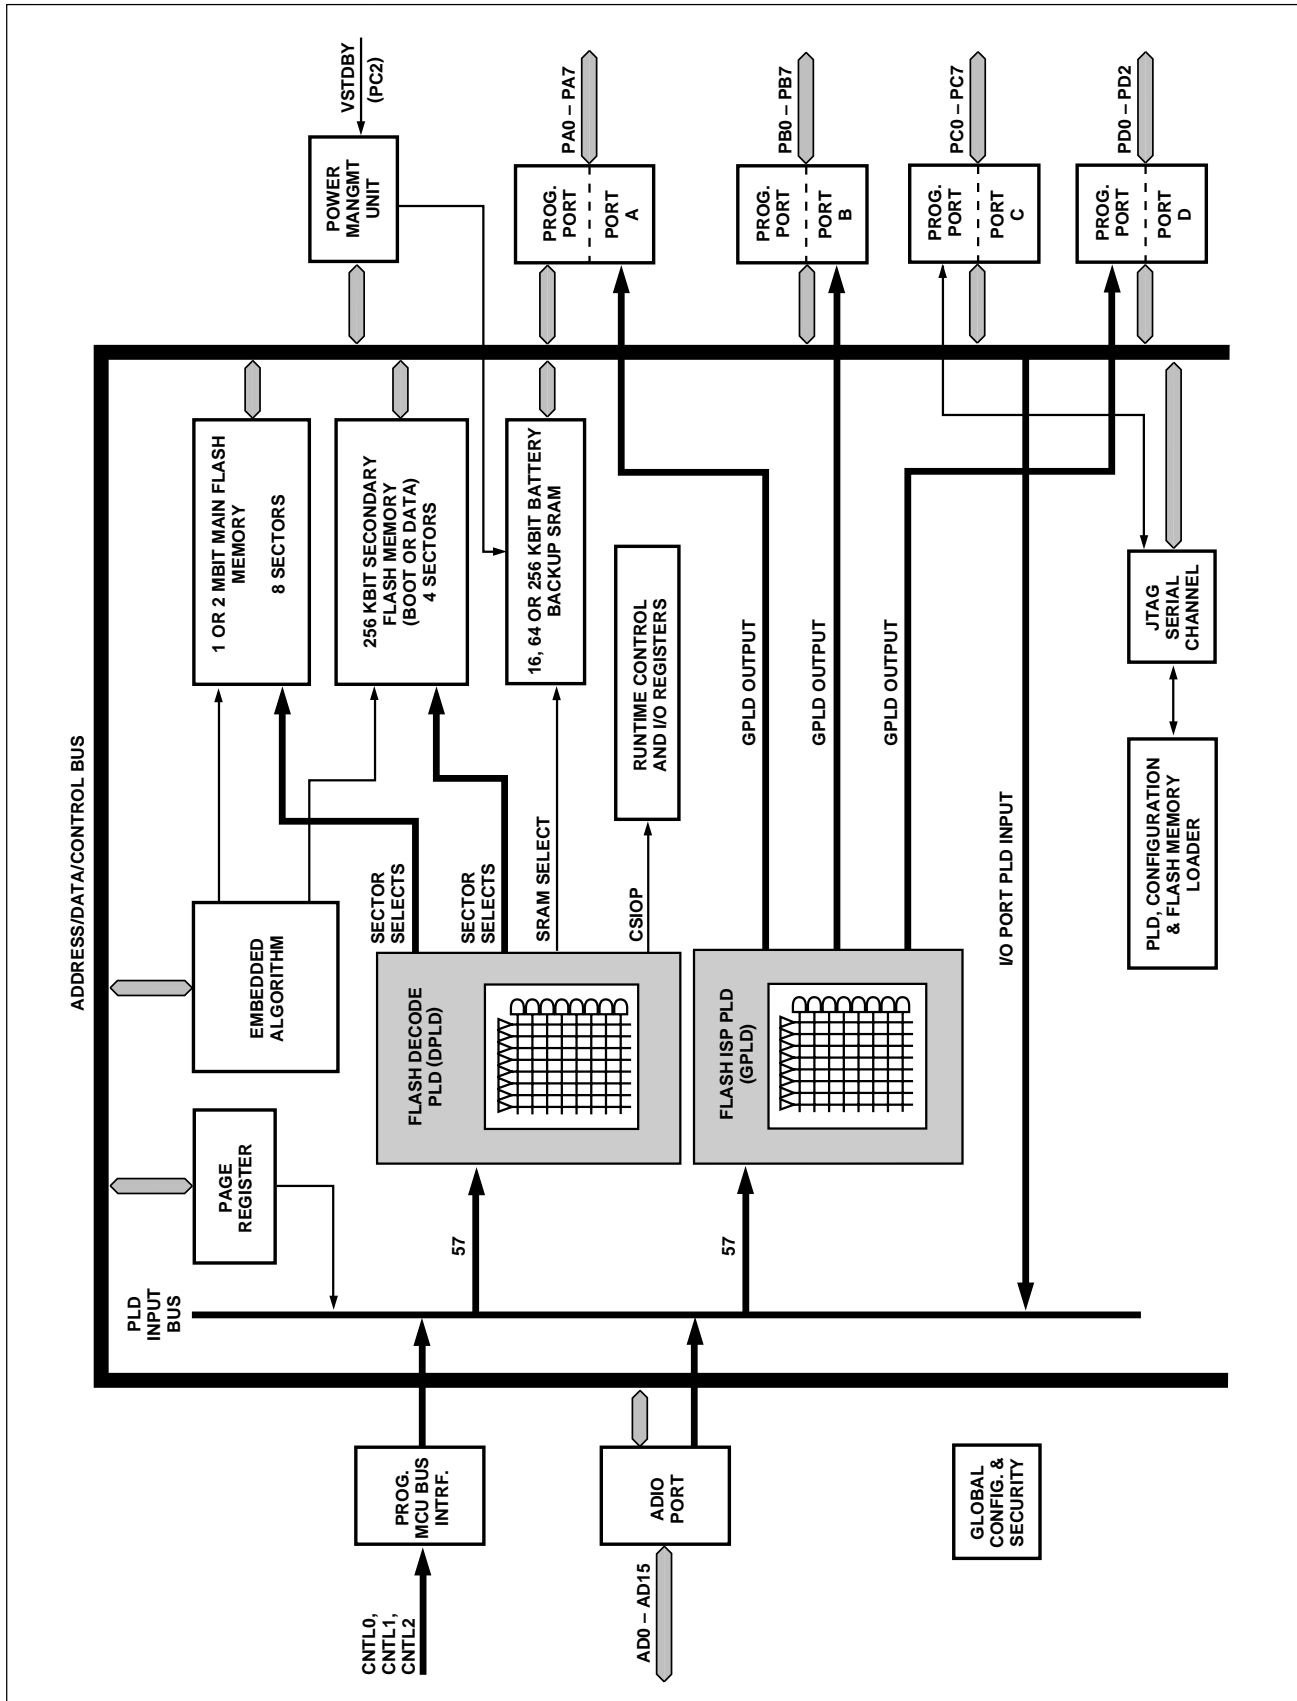 ADDRESS/DATA/CONTROL BUS
CNTL0,
CNTL1,
CNTL2
PROG.
MCU BUS
INTRF.
AD0 – AD15
ADIO
PORT
GLOBAL
CONFIG. &
SECURITY
PLD
INPUT
BUS
PAGE
REGISTER
EMBEDDED
ALGORITHM
57
57
FLASH DECODE
PLD (DPLD)
FLASH ISP PLD
(GPLD)
SECTOR
SELECTS
SECTOR
SELECTS
SRAM SELECT
CSIOP
1 OR 2 MBIT MAIN FLASH
MEMORY
8 SECTORS
256 KBIT SECONDARY
FLASH MEMORY
(BOOT OR DATA)
4 SECTORS
16, 64 OR 256 KBIT BATTERY
BACKUP SRAM
RUNTIME CONTROL
AND I/O REGISTERS
GPLD OUTPUT
GPLD OUTPUT
GPLD OUTPUT
I/O PORT PLD INPUT
PLD, CONFIGURATION
& FLASH MEMORY
LOADER
JTAG
SERIAL
CHANNEL
POWER
MANGMT
UNIT
VSTDBY
(PC2)
PROG.
PORT
PORT
A
PA0 – PA7
PROG.
PORT
PORT
B
PB0 – PB7
PROG.
PORT
PORT
C
PC0 – PC7
PROG.
PORT
PORT
D
PD0 – PD2